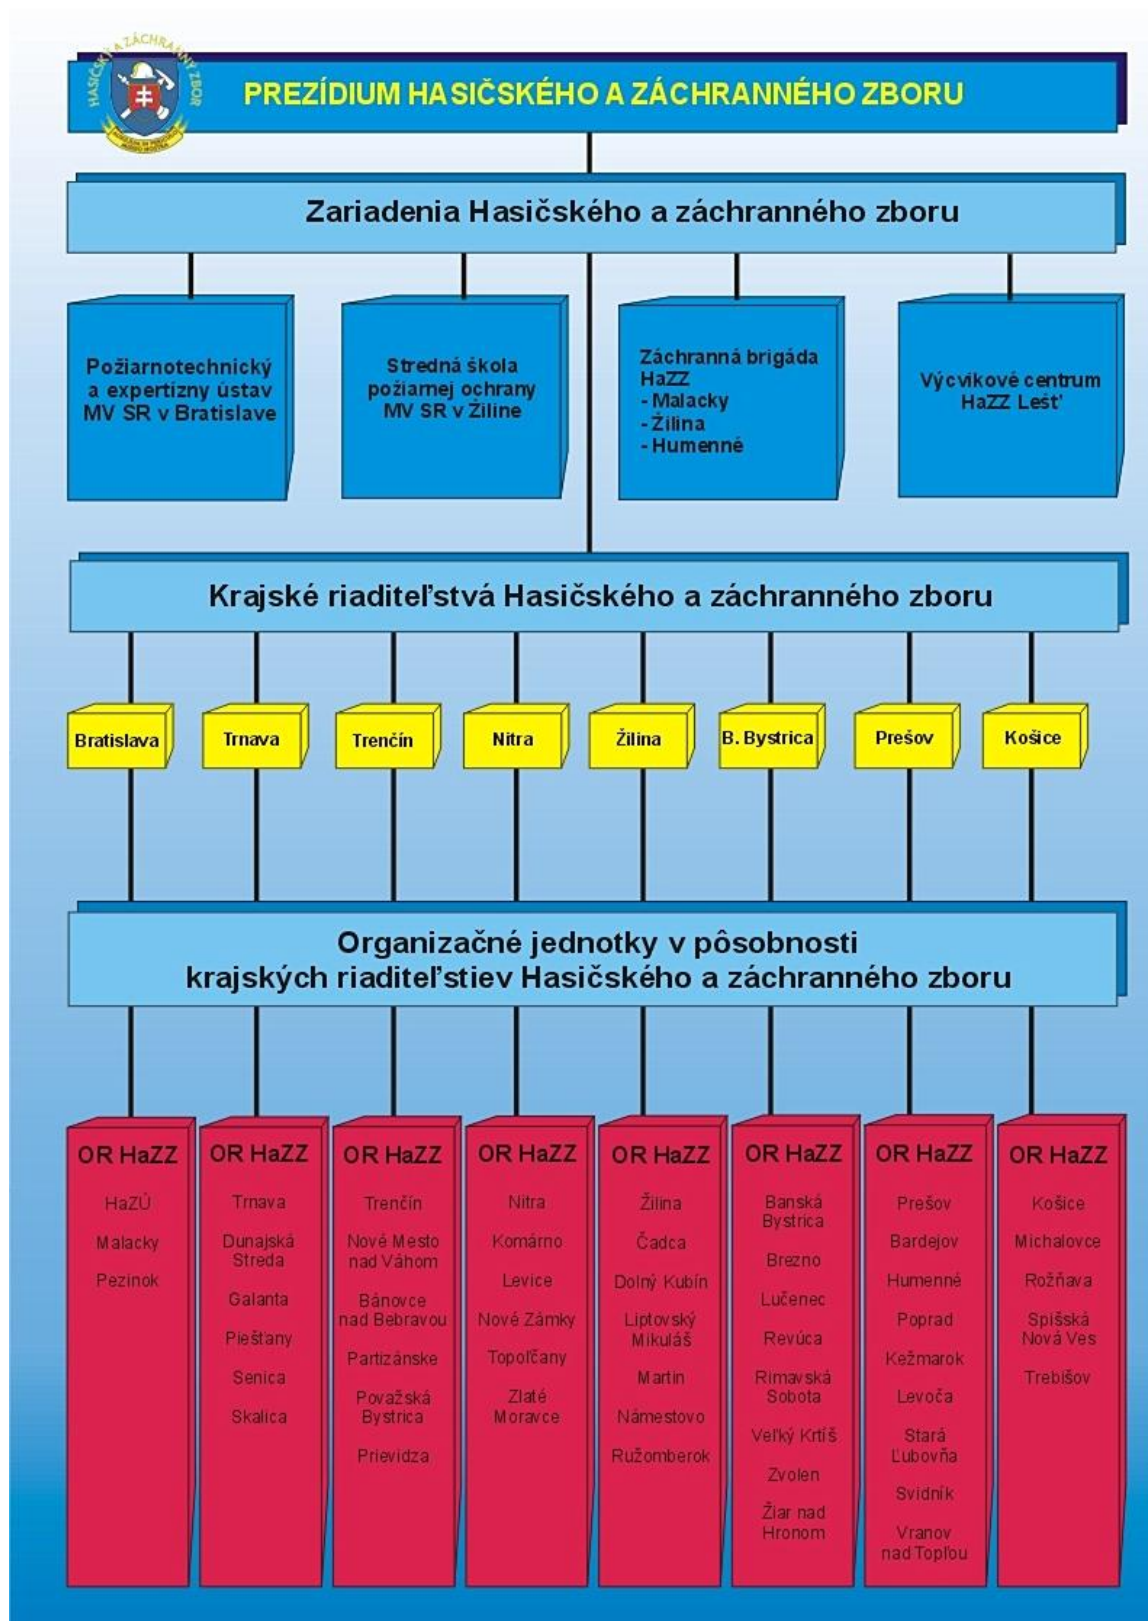 HASIČSKÝ A ZÁCHRANNÝ ZBOR
PREZÍDIUM HASIČSKÉHO A ZÁCHRANNÉHO ZBORU
Zariadenia Hasičského a záchranného zboru
Požiarnotechnický
a expertízny ústav
MV SR v Bratislave
Stredná škola
požiarnej ochrany
MV SR v Žiline
Záchranná brigáda
HaZZ
- Malacky
- Žilina
- Humenné
Výcvikové centrum
HaZZ Lešť
Krajské riaditeľstvá Hasičského a záchranného zboru
Bratislava
Trnava
Trenčín
Nitra
Žilina
B. Bystrica
Prešov
Košice
Organizačné jednotky v pôsobnosti
krajských riaditeľstiev Hasičského a záchranného zboru
OR HaZZ
HaZÚ
Malacky
Pezinok
OR HaZZ
Trnava
Dunajská
Streda
Galanta
Piešťany
Senica
Skalica
OR HaZZ
Trenčín
Nové Mesto
nad Váhom
Bánovce
nad Bebravou
Partizánske
Považská
Bystrica
Prievidza
OR HaZZ
Nitra
Komárno
Levice
Nové Zámky
Topoľčany
Zlaté
Moravce
OR HaZZ
Žilina
Čadca
Dolný Kubín
Liptovský
Mikuláš
Martin
Námestovo
Ružomberok
OR HaZZ
Banská
Bystrica
Brezno
Lučenec
Revúca
Rimavská
Sobota
Veľký Krtíš
Zvolen
Žiar nad
Hronom
OR HaZZ
Prešov
Bardejov
Humenné
Poprad
Kežmarok
Levoča
Stará
Ľubovňa
Svidník
Vranov
nad Topľou
OR HaZZ
Košice
Michalovce
Rožňava
Spišská
Nová Ves
Trebišov